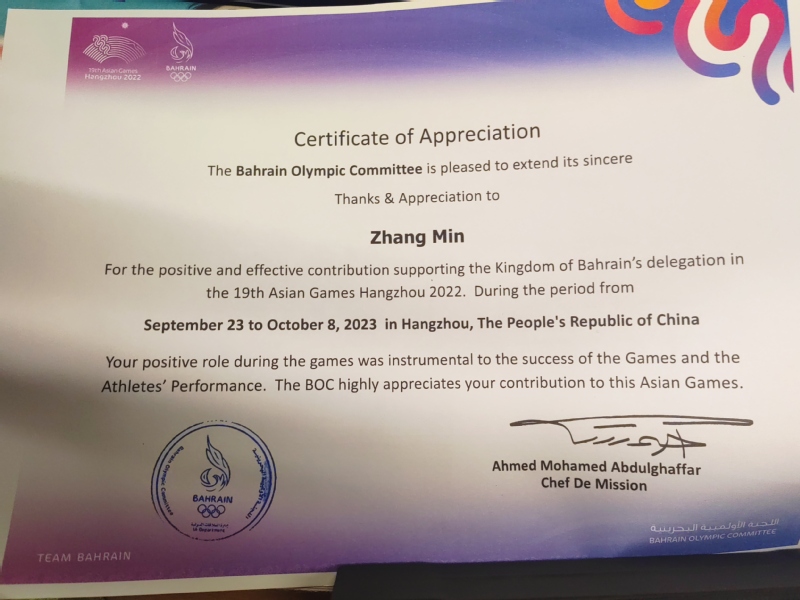 19th Asian Games
Hangzhou 2022
BAHRAIN
Certificate of Appreciation
The Bahrain Olympic Committee is pleased to extend its sincere
Thanks & Appreciation to
Zhang Min
For the positive and effective contribution supporting the Kingdom of Bahrain's delegation in
the 19th Asian Games Hangzhou 2022. During the period from
September 23 to October 8, 2023 in Hangzhou, The People's Republic of China
Your positive role during the games was instrumental to the success of the Games and the
Athletes' Performance. The BOC highly appreciates your contribution to this Asian Games.
Bahrain Olympic Committee
BAHRAIN
Ahmed Mohamed Abdulghaffar
Chef De Mission
اللجنة الأولمبية البحرينية
BAHRAIN OLYMPIC COMMITTEE
TEAM BAHRAIN